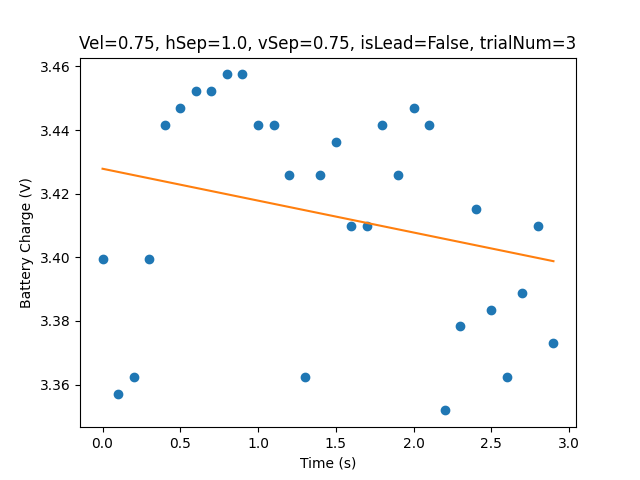 Vel=0.75, hSep=1.0, vSep=0.75, isLead=False, trialNum=3
3.46
3.44
3.42
3.40
3.38
3.36
Battery Charge (V)
0.0 0.5 1.0 1.5 2.0 2.5 3.0
Time (s)